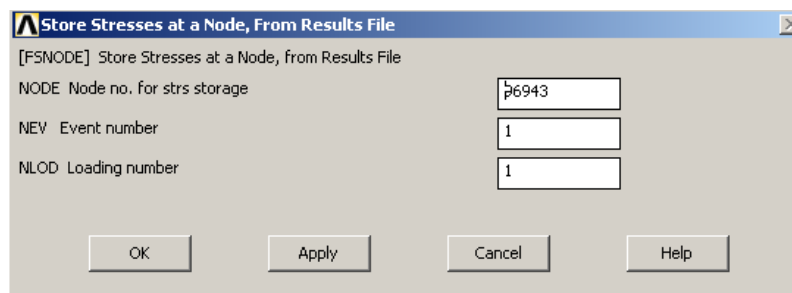 Store Stresses at a Node, From Results File
[FSNODE] Store Stresses at a Node, from Results File
NODE Node no. for strs storage
NEV Event number
1
NLOD Loading number
1
OK Apply Cancel Help